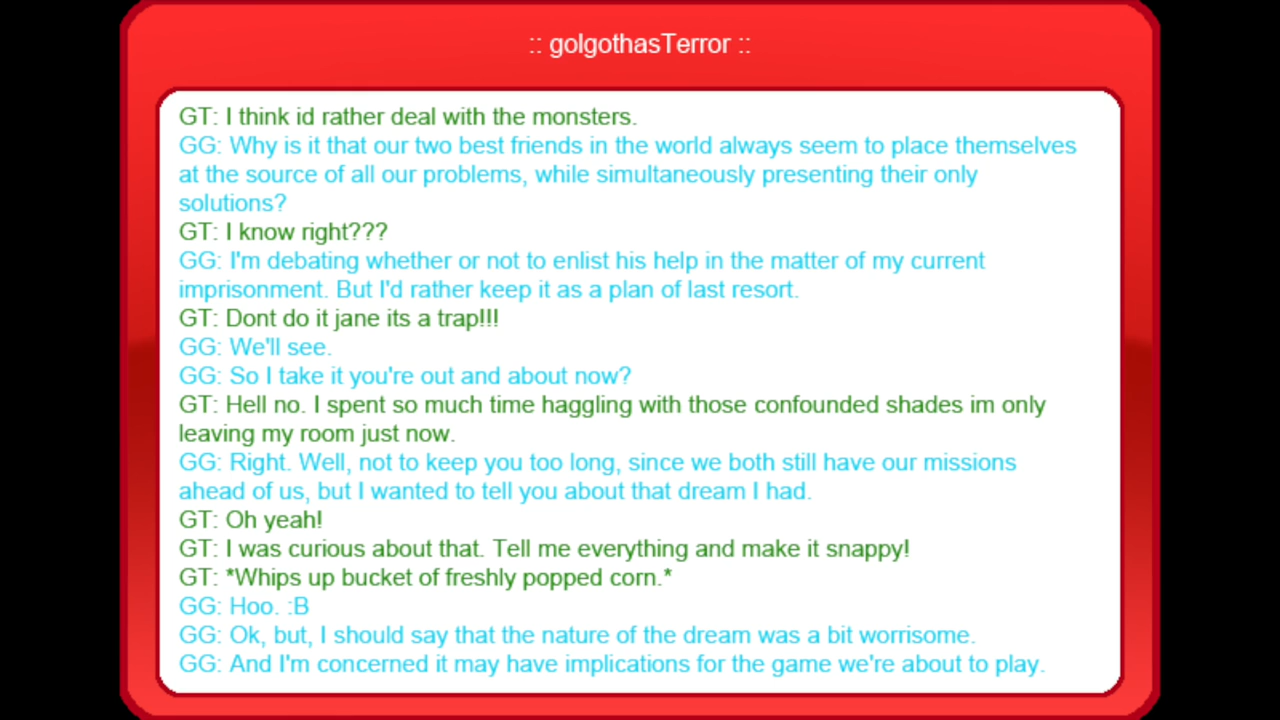 :: golgothasTerror ::
GT: I think id rather deal with the monsters.
GG: Why is it that our two best friends in the world always seem to place themselves
at the source of all our problems, while simultaneously presenting their only
solutions?
GT: I know right???
GG: I'm debating whether or not to enlist his help in the matter of my current
imprisonment. But I'd rather keep it as a plan of last resort.
GT: Dont do it jane its a trap!!!
GG: We'll see.
GG: So I take it you're out and about now?
GT: Hell no. I spent so much time haggling with those confounded shades im only
leaving my room just now.
GG: Right. Well, not to keep you too long, since we both still have our missions
ahead of us, but I wanted to tell you about that dream I had.
GT: Oh yeah!
GT: I was curious about that. Tell me everything and make it snappy!
GT: *Whips up bucket of freshly popped corn.*
GG: Hoo. :B
GG: Ok, but, I should say that the nature of the dream was a bit worrisome.
GG: And I'm concerned it may have implications for the game we're about to play.